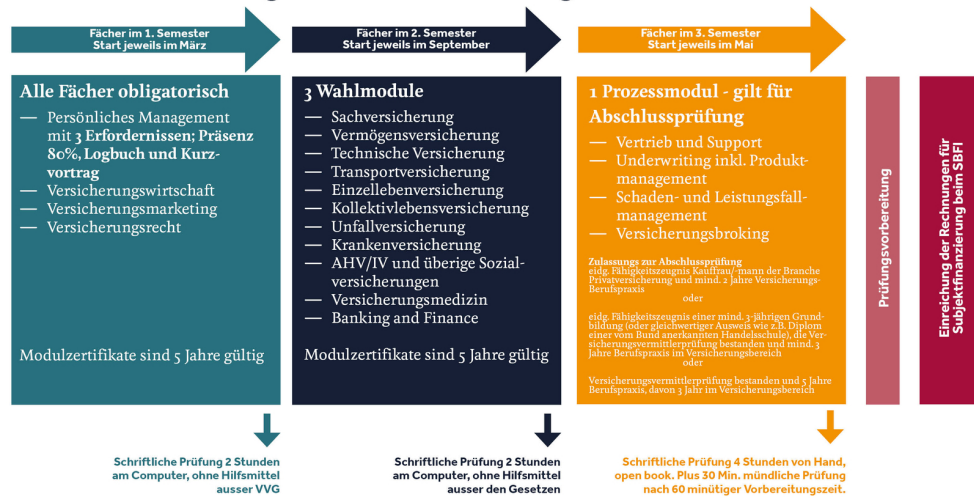 Fächer im 1. Semester
Start jeweils im März
Alle Fächer obligatorisch
— Persönliches Management
mit 3 Erfordernissen; Präsenz
80%, Logbuch und Kurz-
vortrag
— Versicherungswirtschaft
— Versicherungsmarketing
— Versicherungsrecht
Modulzertifikate sind 5 Jahre gültig
Schriftliche Prüfung 2 Stunden
am Computer, ohne Hilfsmittel
ausser VVG
Fächer im 2. Semester
Start jeweils im September
3 Wahlmodule
— Sachversicherung
— Vermögensversicherung
— Technische Versicherung
— Transportversicherung
— Einzellebenversicherung
— Kollektivlebensversicherung
— Unfallversicherung
— Krankenversicherung
— AHV/IV und überige Sozial-
versicherungen
— Versicherungsmedizin
— Banking and Finance
Modulzertifikate sind 5 Jahre gültig
Schriftliche Prüfung 2 Stunden
am Computer, ohne Hilfsmittel
ausser den Gesetzen
Fächer im 3. Semester
Start jeweils im Mai
1 Prozessmodul - gilt für
Abschlussprüfung
— Vertrieb und Support
— Underwriting inkl. Produkt-
management
— Schaden- und Leistungsfall-
management
— Versicherungsbroking
Zulassungs zur Abschlussprüfung
eidg. Fähigkeitszeugnis Kauffrau/-mann der Branche
Privatversicherung und mind. 2 Jahre Versicherungs-
Berufspraxis
oder
eidg. Fähigkeitszeugnis einer mind. 3-jährigen Grund-
bildung (oder gleichwertiger Ausweis wie z.B. Diplom
einer vom Bund anerkannten Handelsschule), die Ver-
sicherungsvermittlerprüfung bestanden und mind. 3
Jahre Berufspraxis im Versicherungsbereich
oder
Versicherungsvermittlerprüfung bestanden und 5 Jahre
Berufspraxis, davon 3 Jahr im Versicherungsbereich
Schriftliche Prüfung 4 Stunden von Hand,
open book. Plus 30 Min. mündliche Prüfung
nach 60 minütiger Vorbereitungszeit.
Prüfungsvorbereitung
Einreichung der Rechnungen für
Subjektfinanzierung beim SBFI